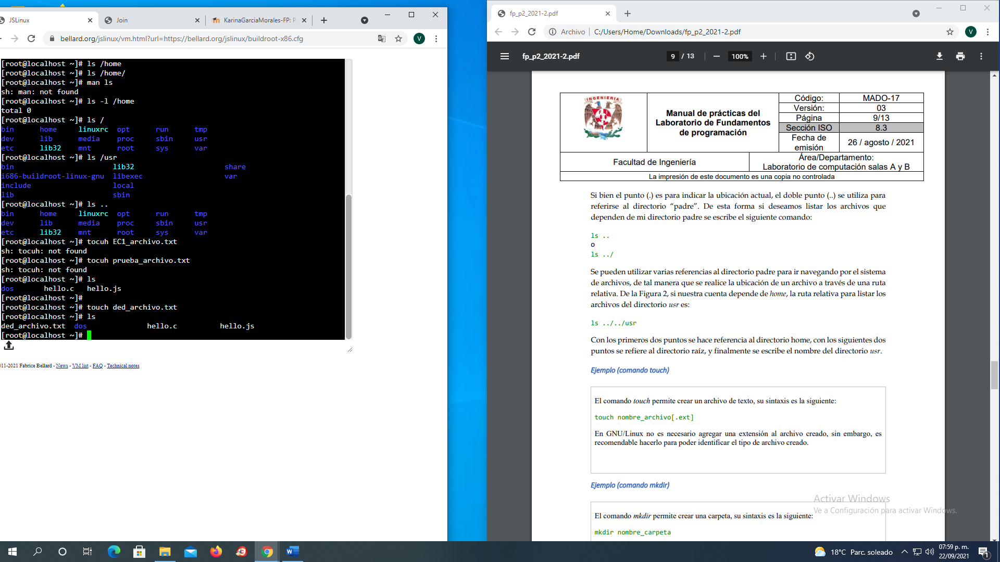 JSLinux
Join
KarinaGarciaMorales-FP: P
bellard.org/jslinux/vm.html?url=https://bellard.org/jslinux/buildroot-x86.cfg
V
[root@localhost ~]# ls /home
[root@localhost ~]# ls /home/
[root@localhost ~]# man ls
sh: man: not found
[root@localhost ~]# ls -l /home
total 0
[root@localhost ~]# ls /
bin home linuxrc opt run tmp
dev lib media proc sbin usr
etc lib32 mnt root sys var
[root@localhost ~]# ls /usr
bin lib32 share
i686-buildroot-linux-gnu libexec var
include local
lib sbin
[root@localhost ~]# ls ..
bin home linuxrc opt run tmp
dev lib media proc sbin usr
etc lib32 mnt root sys var
[root@localhost ~]# tocuh EC1_archivo.txt
sh: tocuh: not found
[root@localhost ~]# tocuh prueba_archivo.txt
sh: tocuh: not found
[root@localhost ~]# ls
dos hello.c hello.js
[root@localhost ~]#
[root@localhost ~]# touch ded_archivo.txt
[root@localhost ~]# ls
ded_archivo.txt dos hello.c hello.js
[root@localhost ~]#
011-2021 Fabrice Bellard - News - VM list - FAQ - Technical notes
fp_p2_2021-2.pdf
Archivo C:/Users/Home/Downloads/fp_p2_2021-2.pdf
V
fp_p2_2021-2.pdf
9 / 13
100%
INGENIERIA
Manual de prácticas del
Laboratorio de Fundamentos
de programación
Código: MADO-17
Versión: 03
Página 9/13
Sección ISO 8.3
Fecha de
emisión
26 / agosto / 2021
Facultad de Ingeniería
Área/Departamento:
Laboratorio de computación salas A y B
La impresión de este documento es una copia no controlada
Si bien el punto (.) es para indicar la ubicación actual, el doble punto (..) se utiliza para
referirse al directorio “padre”. De esta forma si deseamos listar los archivos que
dependen de mi directorio padre se escribe el siguiente comando:
ls ..
o
ls ../
Se pueden utilizar varias referencias al directorio padre para ir navegando por el sistema
de archivos, de tal manera que se realice la ubicación de un archivo a través de una ruta
relativa. De la Figura 2, si nuestra cuenta depende de home, la ruta relativa para listar los
archivos del directorio usr es:
ls ../../usr
Con los primeros dos puntos se hace referencia al directorio home, con los siguientes dos
puntos se refiere al directorio raíz, y finalmente se escribe el nombre del directorio usr.
Ejemplo (comando touch)
El comando touch permite crear un archivo de texto, su sintaxis es la siguiente:
touch nombre_archivo[.ext]
En GNU/Linux no es necesario agregar una extensión al archivo creado, sin embargo, es
recomendable hacerlo para poder identificar el tipo de archivo creado.
Ejemplo (comando mkdir)
El comando mkdir permite crear una carpeta, su sintaxis es la siguiente:
mkdir nombre_carpeta
Activar Windows
Ve a Configuración para activar Windows.
18°C Parc. soleado
07:59 p. m.
22/09/2021
1